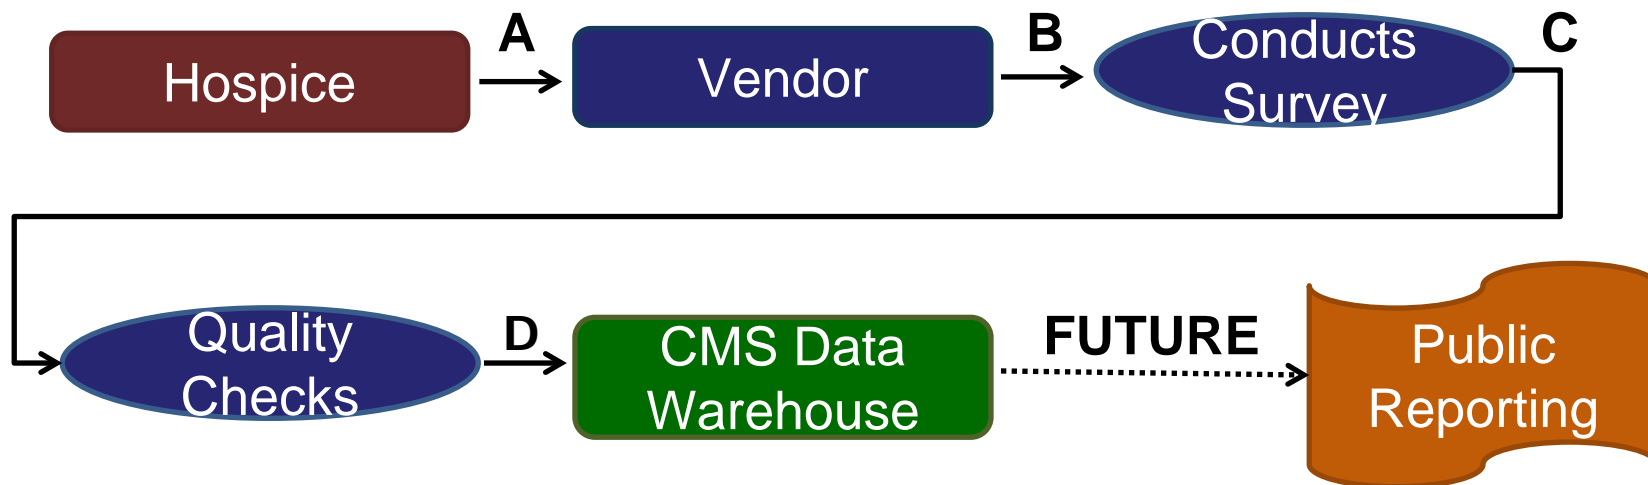 Hospice
A
Vendor
B
Conducts
Survey
C
Quality
Checks
D
CMS Data
Warehouse
FUTURE
Public
Reporting